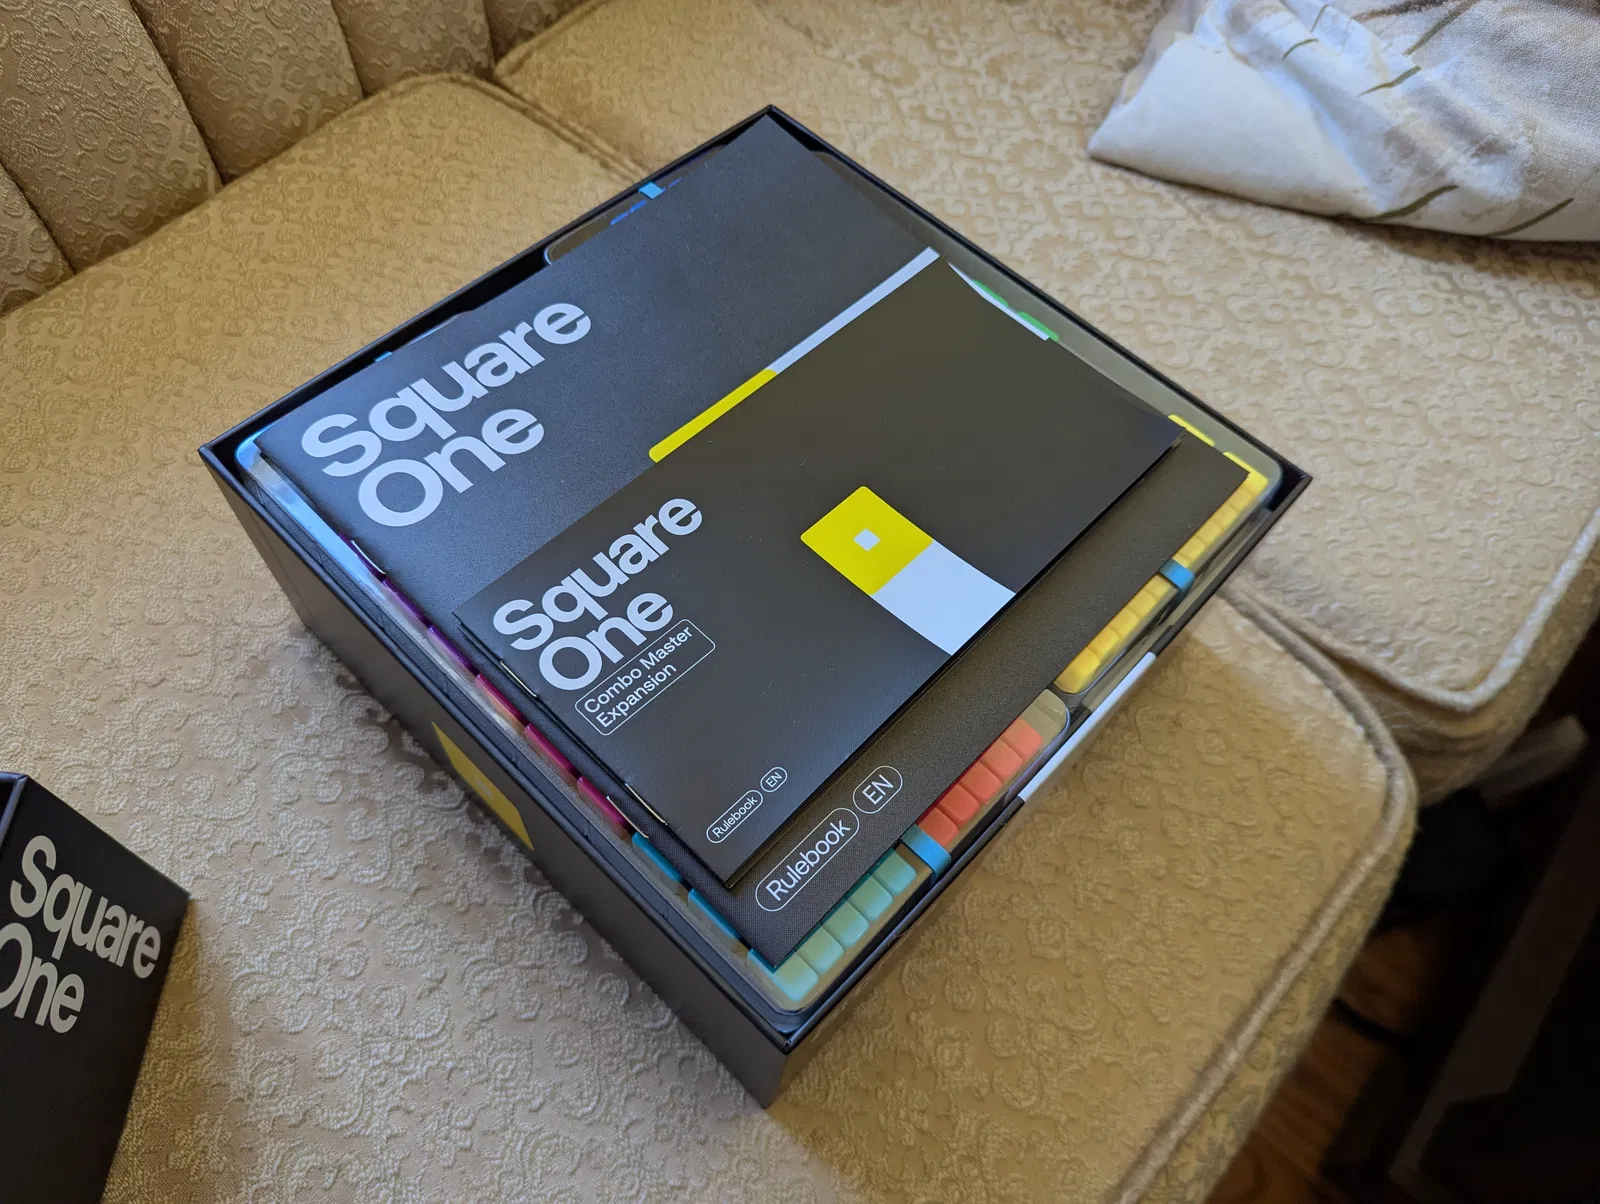 Square
One
Rulebook EN
Square
One
Combo Master
Expansion
Rulebook EN
Square
One